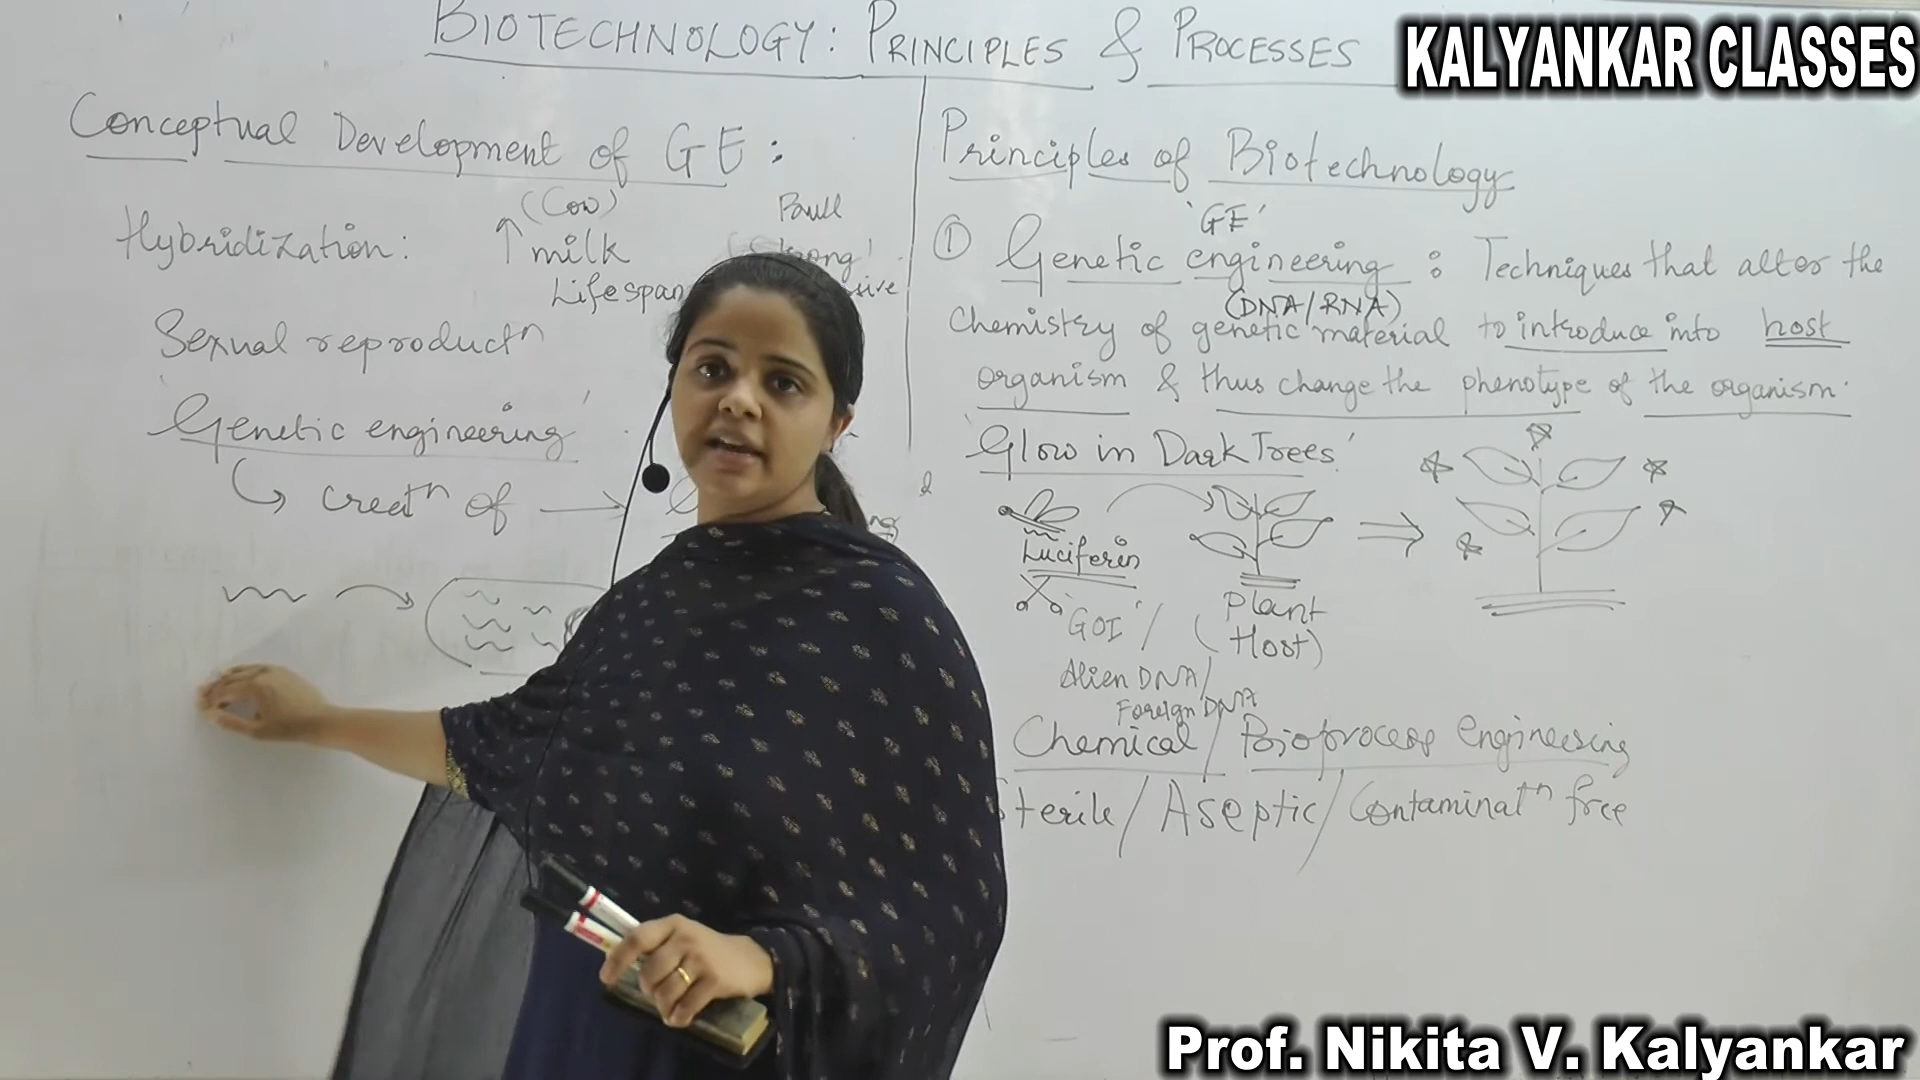 BIOTECHNOLOGY: PRINCIPLES & PROCESSES
KALYANKAR CLASSES
Conceptual Development of GE:
Hybridization:
(Cow)
↑ milk
Lifespan
Bull
Sexual reproductⁿ
'Genetic engineering'
↳ Creatⁿ of →
Principles of Biotechnology
'GE'
① Genetic engineering : Techniques that alter the
(DNA/RNA)
Chemistry of genetic material to introduce into host
organism & thus change the phenotype of the organism.
'Glow in Dark Trees'
Luciferin
'GOI' /
Alien DNA/
Foreign DNA
Plant
(Host)
Chemical / Bioprocess engineering
Sterile/Aseptic/Contaminatⁿ free
Prof. Nikita V. Kalyankar